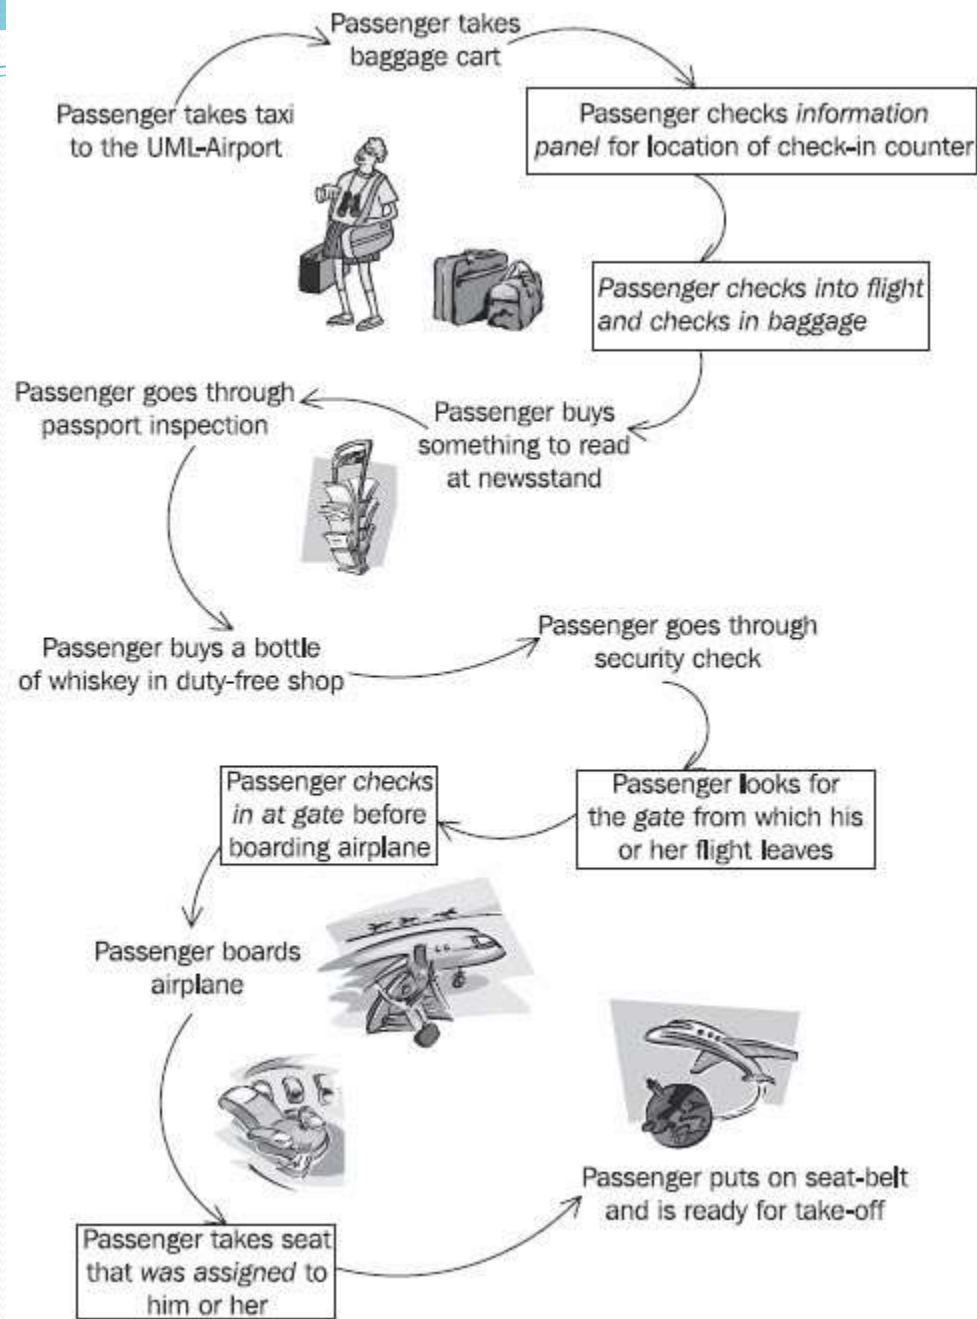 Passenger takes
baggage cart
Passenger takes taxi
to the UML-Airport
Passenger checks information
panel for location of check-in counter
Passenger checks into flight
and checks in baggage
Passenger buys
something to read
at newsstand
Passenger goes through
passport inspection
Passenger buys a bottle
of whiskey in duty-free shop
Passenger goes through
security check
Passenger looks for
the gate from which his
or her flight leaves
Passenger checks
in at gate before
boarding airplane
Passenger boards
airplane
Passenger takes seat
that was assigned to
him or her
Passenger puts on seat-belt
and is ready for take-off